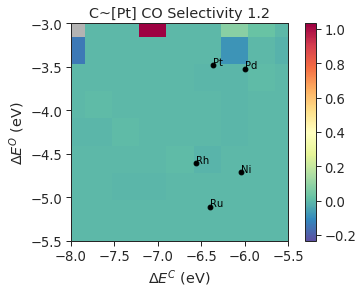 C~[Pt] CO Selectivity 1.2
−3.0
−3.5
−4.0
−4.5
−5.0
−5.5
ΔE^O (eV)
Pt
Pd
Rh
Ni
Ru
−8.0 −7.5 −7.0 −6.5 −6.0 −5.5
ΔE^C (eV)
1.0
0.8
0.6
0.4
0.2
0.0
−0.2